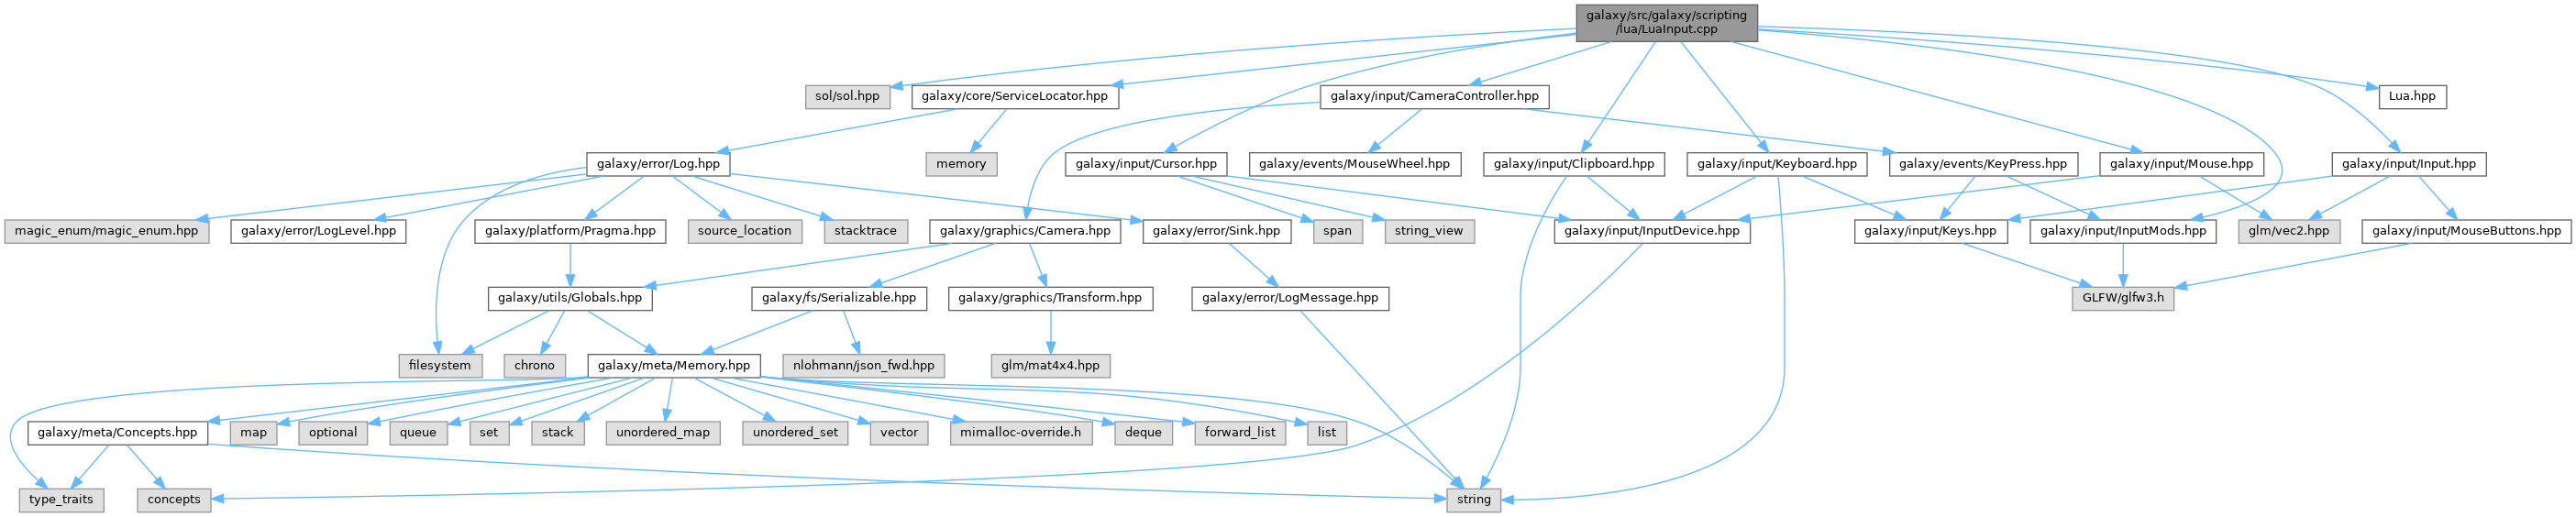 galaxy/src/galaxy/scripting
/lua/LuaInput.cpp
sol/sol.hpp
galaxy/core/ServiceLocator.hpp
galaxy/input/CameraController.hpp
Lua.hpp
galaxy/error/Log.hpp
memory
galaxy/input/Cursor.hpp
galaxy/events/MouseWheel.hpp
galaxy/input/Clipboard.hpp
galaxy/input/Keyboard.hpp
galaxy/events/KeyPress.hpp
galaxy/input/Mouse.hpp
galaxy/input/Input.hpp
magic_enum/magic_enum.hpp
galaxy/error/LogLevel.hpp
galaxy/platform/Pragma.hpp
source_location
stacktrace
galaxy/graphics/Camera.hpp
galaxy/error/Sink.hpp
span
string_view
galaxy/input/InputDevice.hpp
galaxy/input/Keys.hpp
galaxy/input/InputMods.hpp
glm/vec2.hpp
galaxy/input/MouseButtons.hpp
galaxy/utils/Globals.hpp
galaxy/fs/Serializable.hpp
galaxy/graphics/Transform.hpp
galaxy/error/LogMessage.hpp
GLFW/glfw3.h
filesystem
chrono
galaxy/meta/Memory.hpp
nlohmann/json_fwd.hpp
glm/mat4x4.hpp
galaxy/meta/Concepts.hpp
map
optional
queue
set
stack
unordered_map
unordered_set
vector
mimalloc-override.h
deque
forward_list
list
type_traits
concepts
string